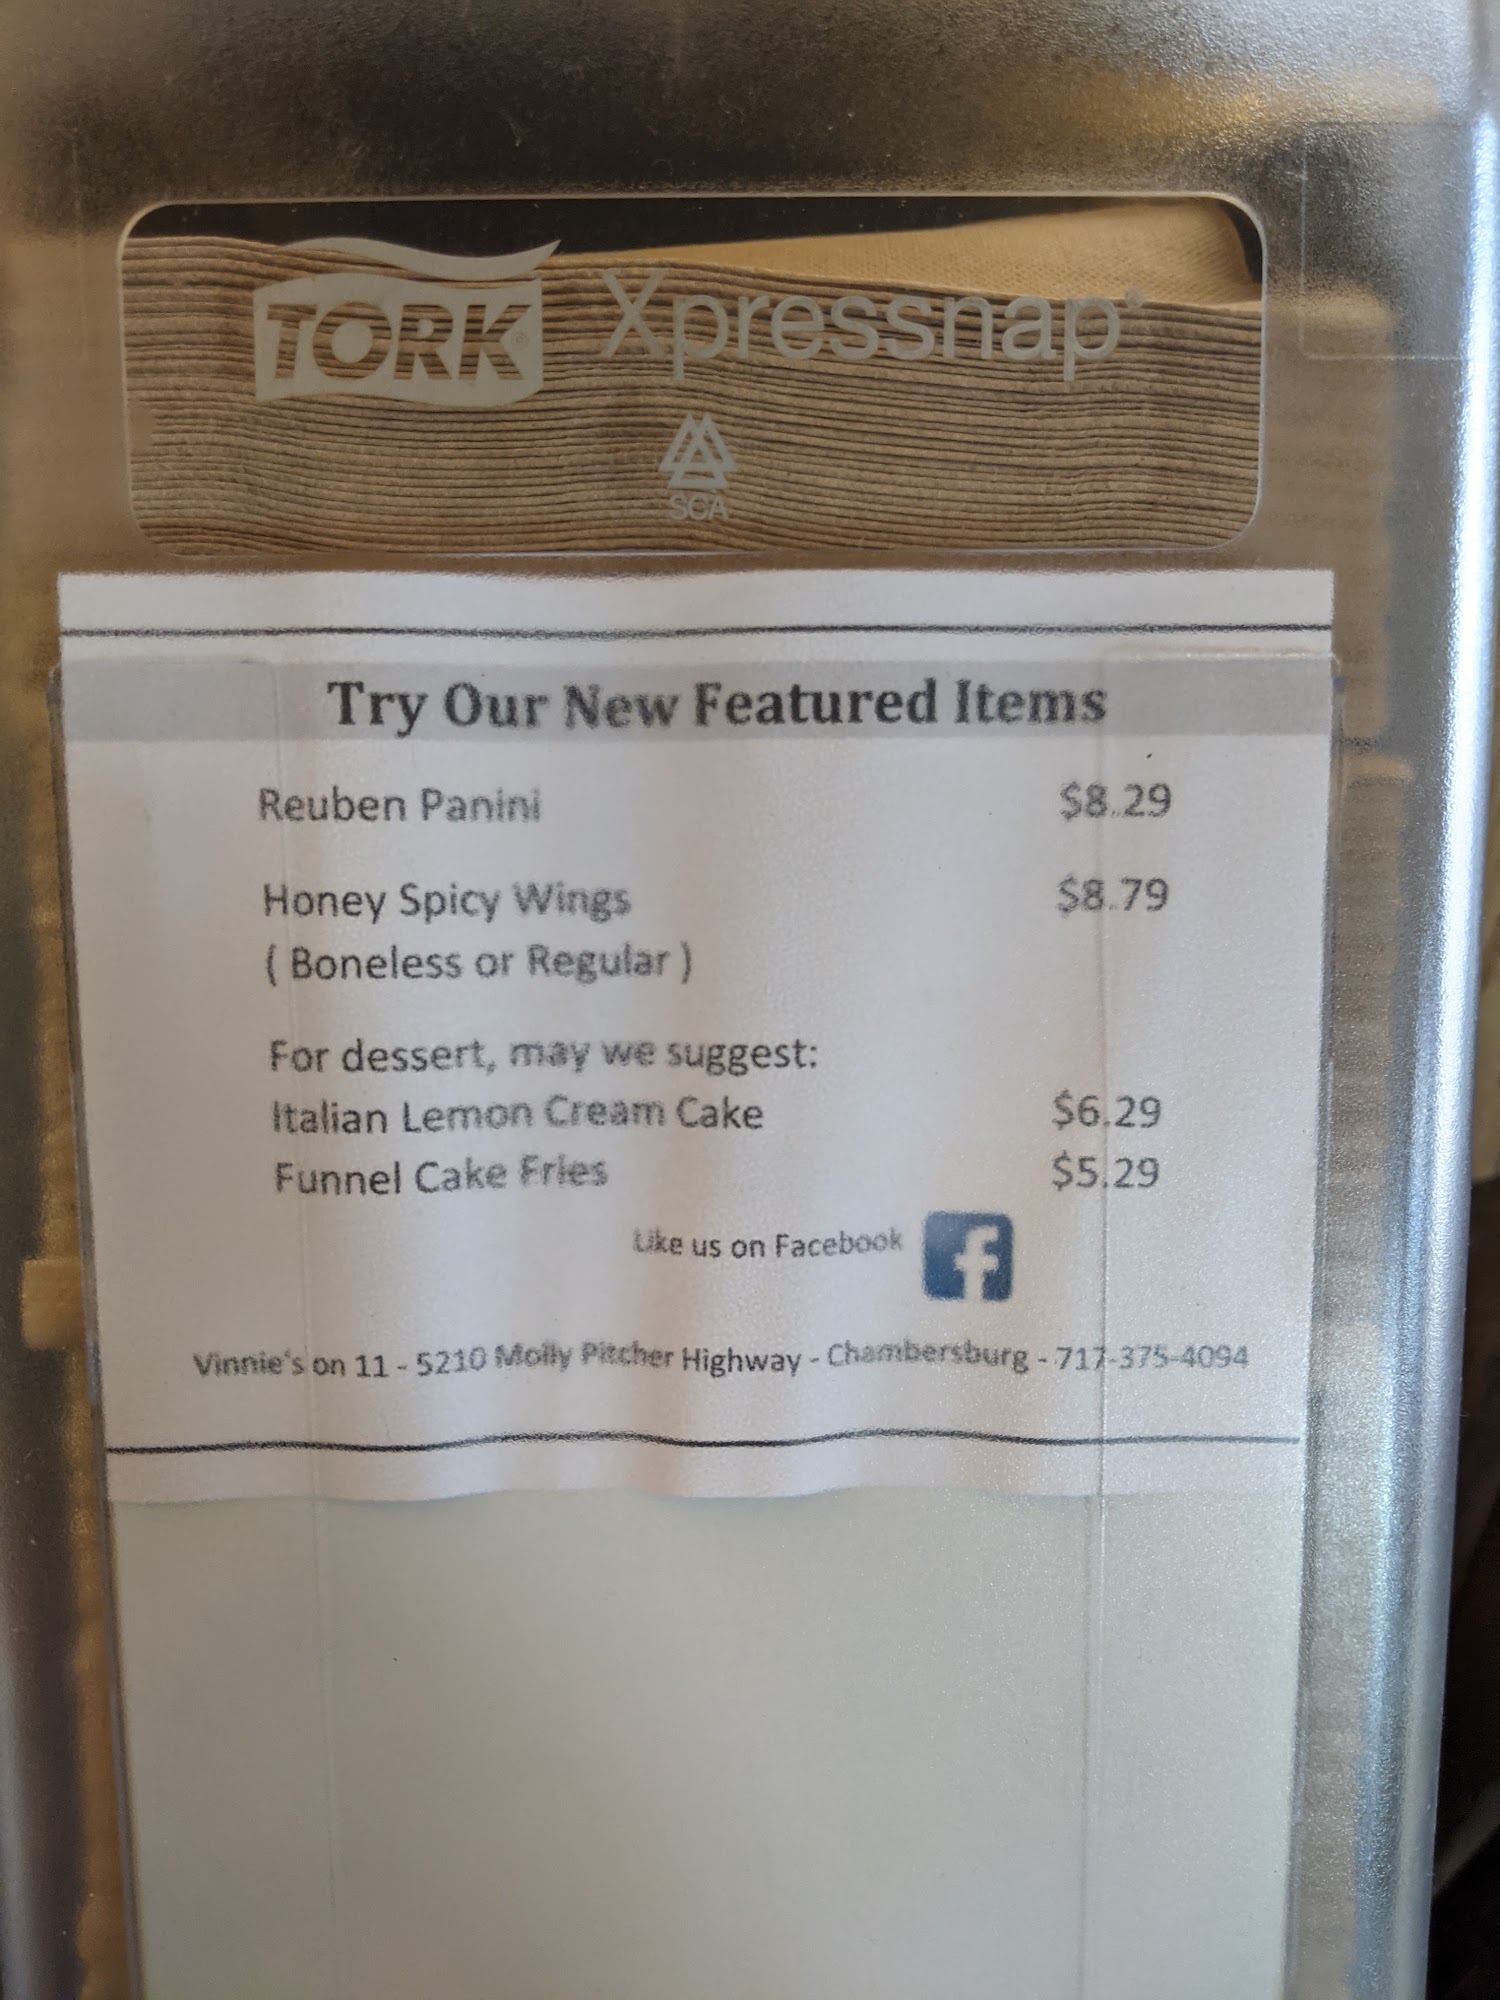 TORK Xpressnap
SCA
Try Our New Featured Items
Reuben Panini $8.29
Honey Spicy Wings $8.79
( Boneless or Regular )
For dessert, may we suggest:
Italian Lemon Cream Cake $6.29
Funnel Cake Fries $5.29
Like us on Facebook f
Vinnie's on 11 - 5210 Molly Pitcher Highway - Chambersburg - 717-375-4094